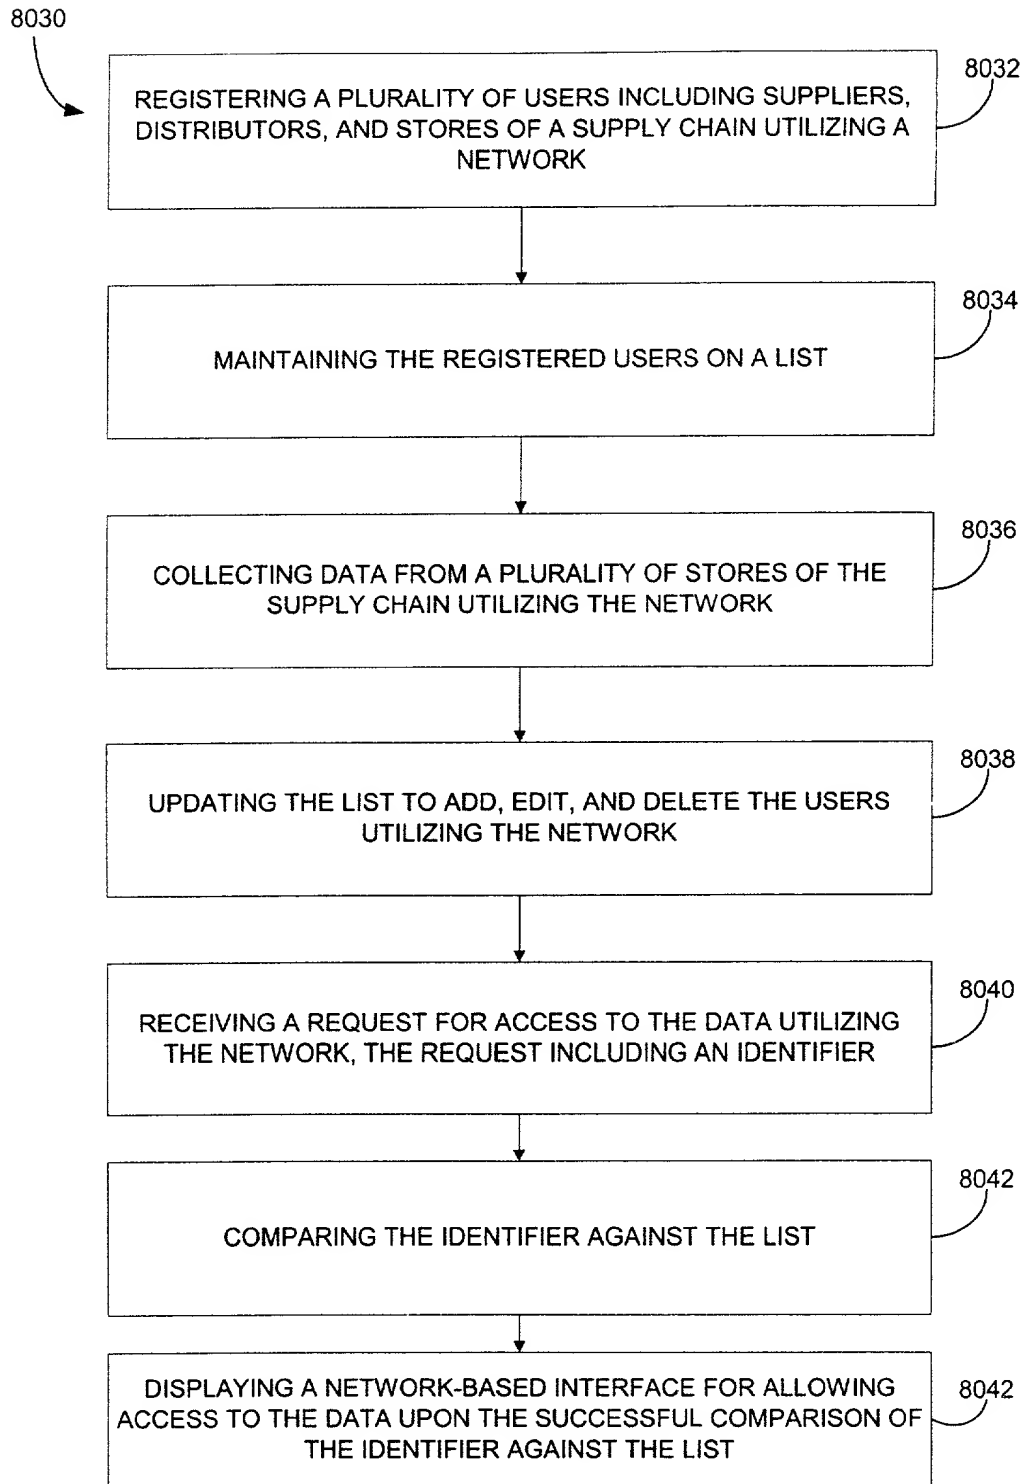 8030
8032
REGISTERING A PLURALITY OF USERS INCLUDING SUPPLIERS,
DISTRIBUTORS, AND STORES OF A SUPPLY CHAIN UTILIZING A
NETWORK
8034
MAINTAINING THE REGISTERED USERS ON A LIST
8036
COLLECTING DATA FROM A PLURALITY OF STORES OF THE
SUPPLY CHAIN UTILIZING THE NETWORK
8038
UPDATING THE LIST TO ADD, EDIT, AND DELETE THE USERS
UTILIZING THE NETWORK
8040
RECEIVING A REQUEST FOR ACCESS TO THE DATA UTILIZING
THE NETWORK, THE REQUEST INCLUDING AN IDENTIFIER
8042
COMPARING THE IDENTIFIER AGAINST THE LIST
8042
DISPLAYING A NETWORK-BASED INTERFACE FOR ALLOWING
ACCESS TO THE DATA UPON THE SUCCESSFUL COMPARISON OF
THE IDENTIFIER AGAINST THE LIST